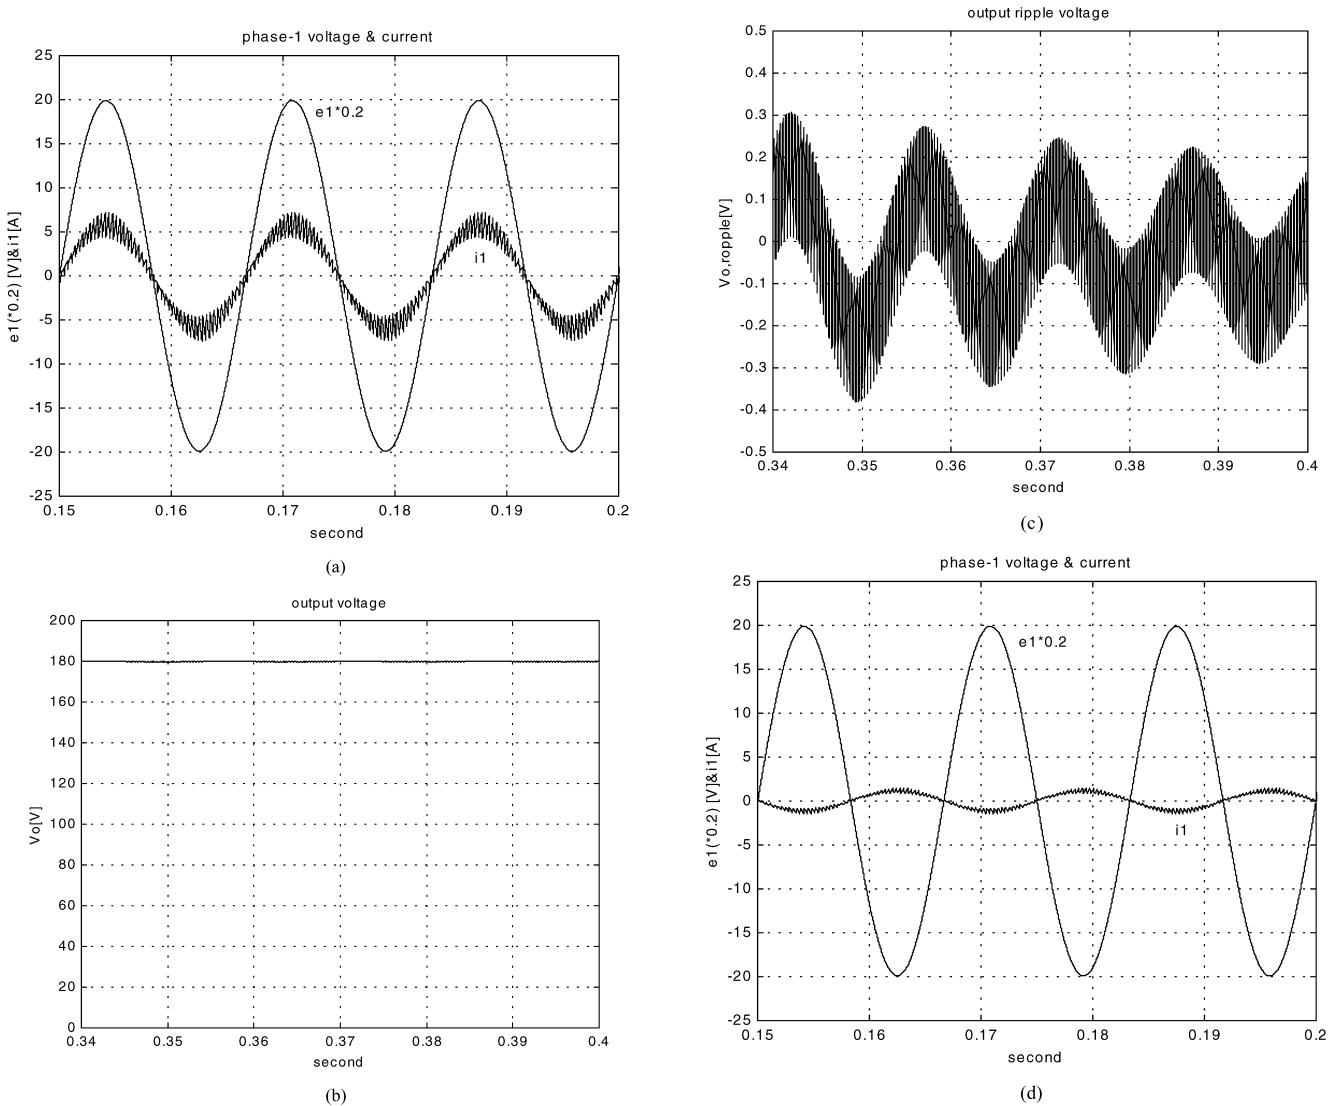 phase-1 voltage & current
25
20
15
10
5
0
-5
-10
-15
-20
-25
e1(*0.2) [V]&i1[A]
e1*0.2
i1
0.15 0.16 0.17 0.18 0.19 0.2
second
(a)
output voltage
200
180
160
140
120
100
80
60
40
20
0
Vo[V]
0.34 0.35 0.36 0.37 0.38 0.39 0.4
second
(b)
output ripple voltage
0.5
0.4
0.3
0.2
0.1
0
-0.1
-0.2
-0.3
-0.4
-0.5
Vo,ropple[V]
0.34 0.35 0.36 0.37 0.38 0.39 0.4
second
(c)
phase-1 voltage & current
25
20
15
10
5
0
-5
-10
-15
-20
-25
e1(*0.2) [V]&i1[A]
e1*0.2
i1
0.15 0.16 0.17 0.18 0.19 0.2
second
(d)